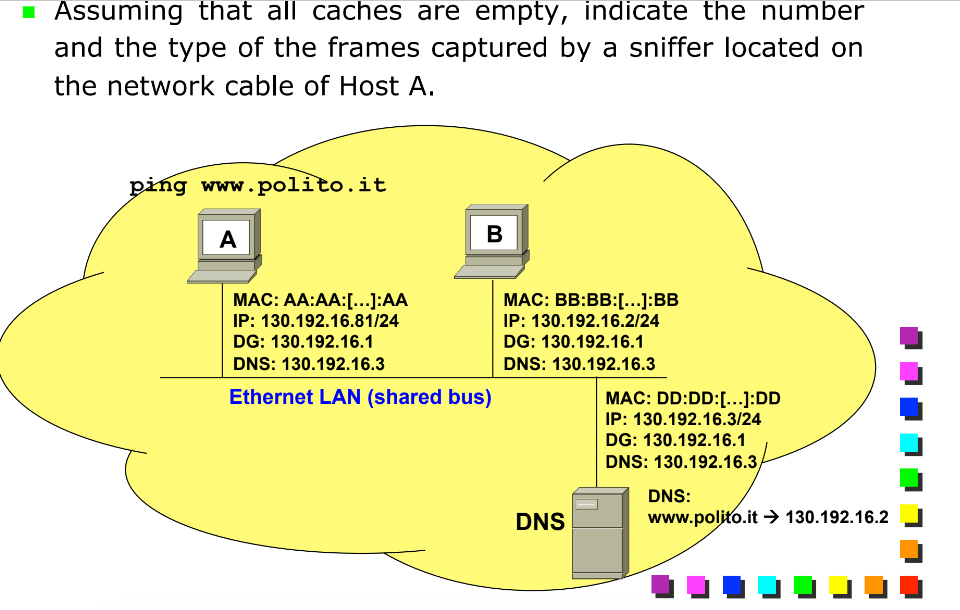 Assuming that all caches are empty, indicate the number
and the type of the frames captured by a sniffer located on
the network cable of Host A.
ping www.polito.it
A
B
MAC: AA:AA:[…]:AA
IP: 130.192.16.81/24
DG: 130.192.16.1
DNS: 130.192.16.3
MAC: BB:BB:[…]:BB
IP: 130.192.16.2/24
DG: 130.192.16.1
DNS: 130.192.16.3
Ethernet LAN (shared bus)
MAC: DD:DD:[…]:DD
IP: 130.192.16.3/24
DG: 130.192.16.1
DNS: 130.192.16.3
DNS
DNS:
www.polito.it → 130.192.16.2